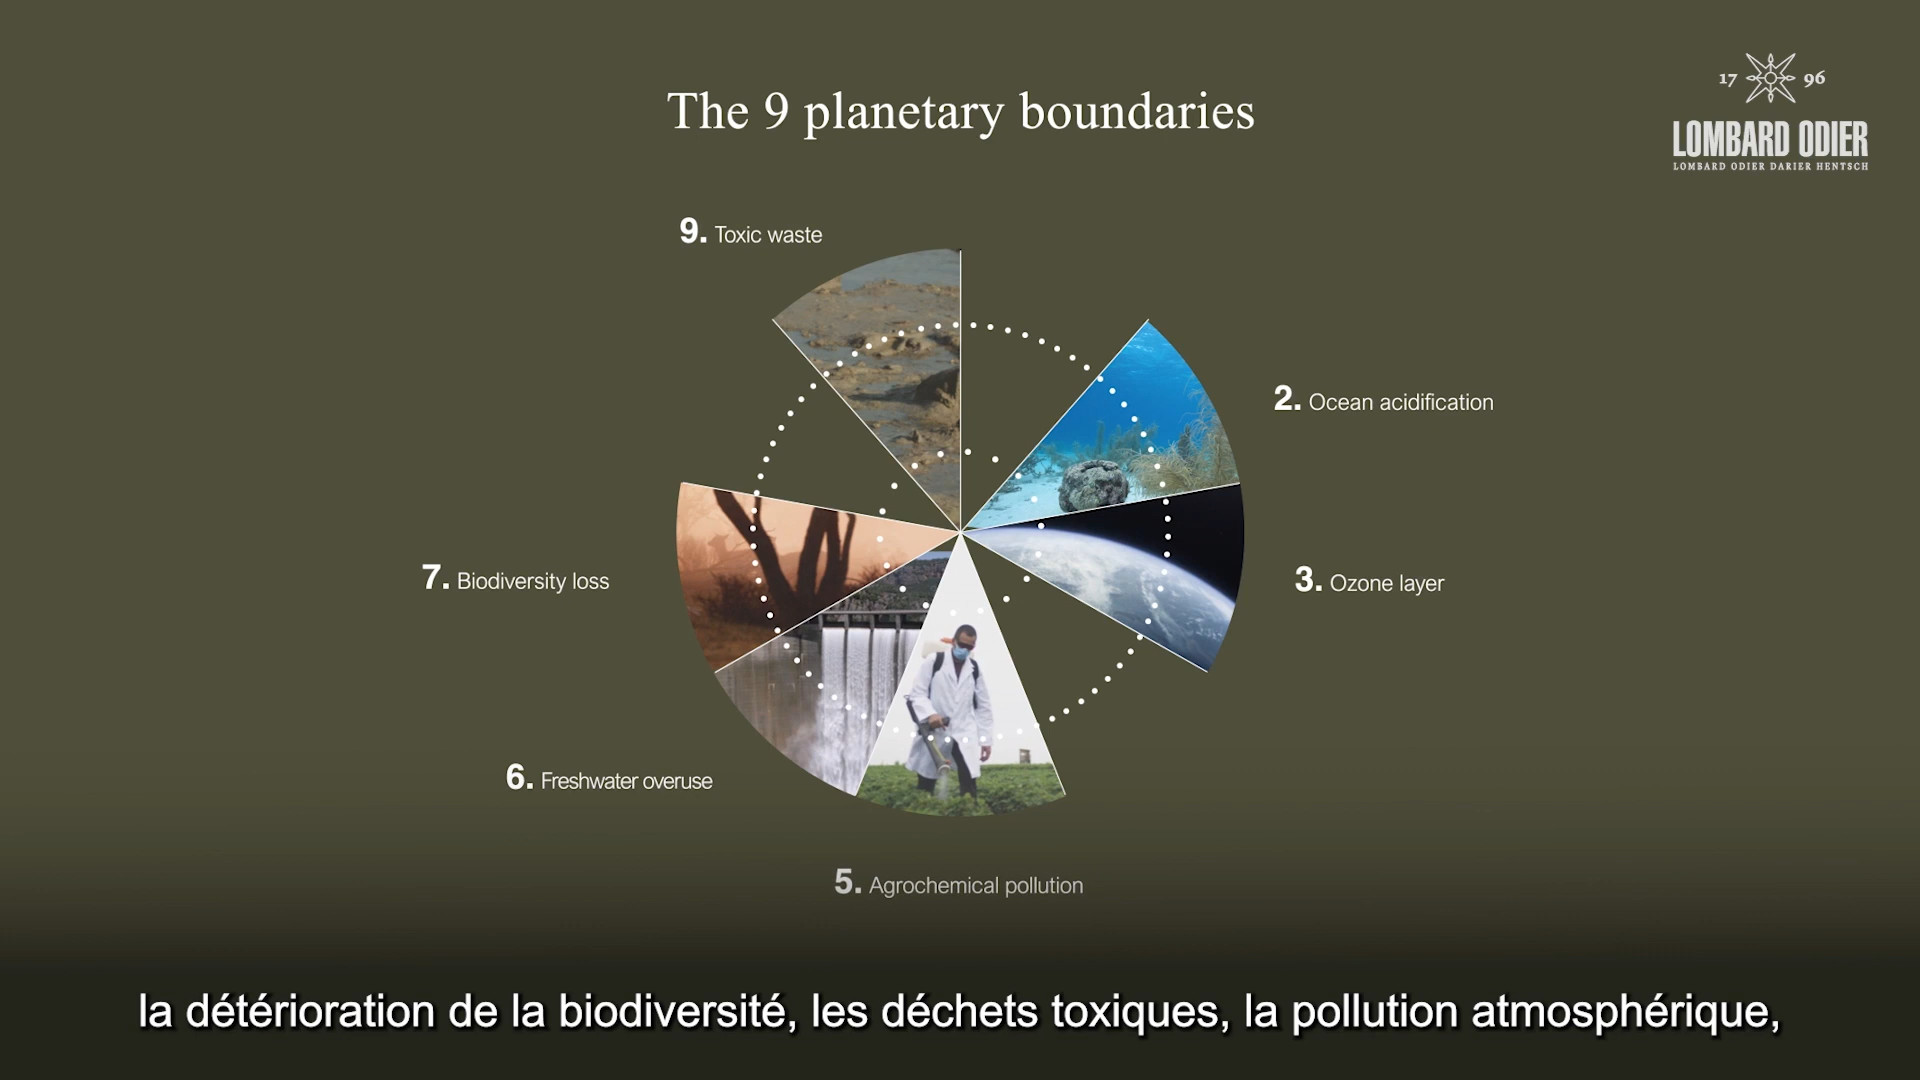 The 9 planetary boundaries
17 96
LOMBARD ODIER
LOMBARD ODIER DARIER HENTSCH
9. Toxic waste
2. Ocean acidification
3. Ozone layer
7. Biodiversity loss
6. Freshwater overuse
5. Agrochemical pollution
la détérioration de la biodiversité, les déchets toxiques, la pollution atmosphérique,